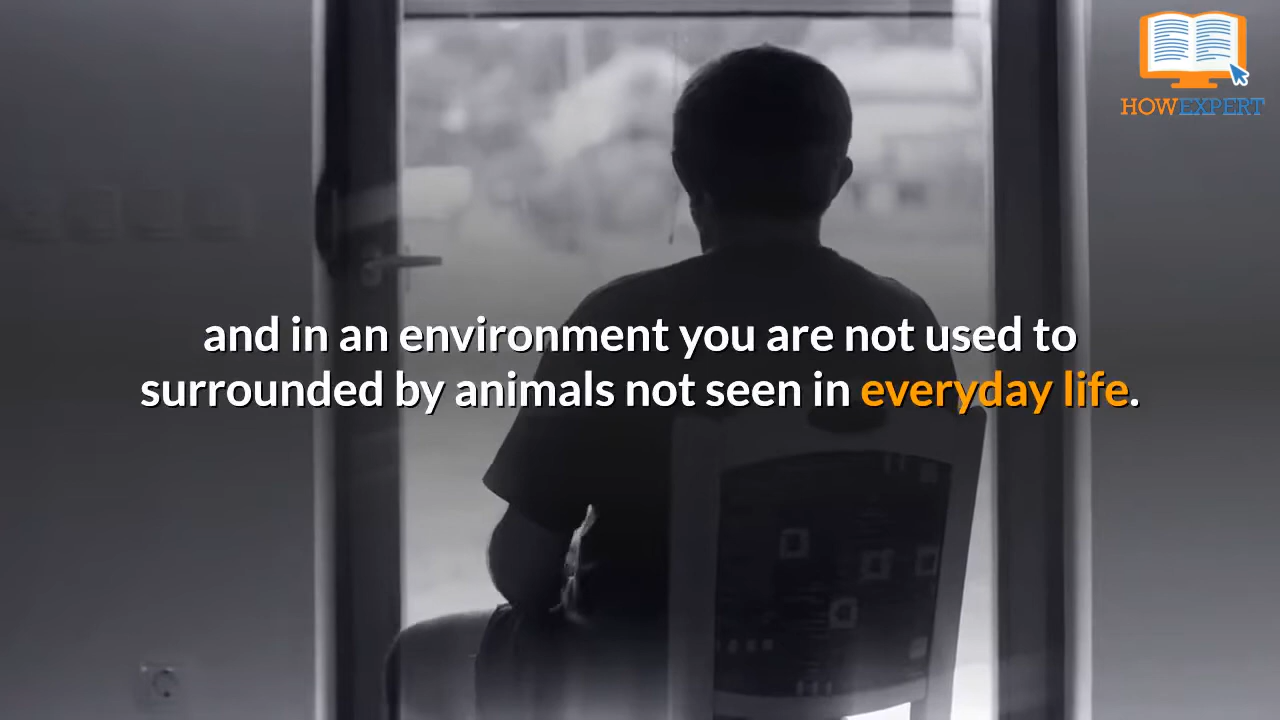 HOWEXPERT
and in an environment you are not used to
surrounded by animals not seen in everyday life.